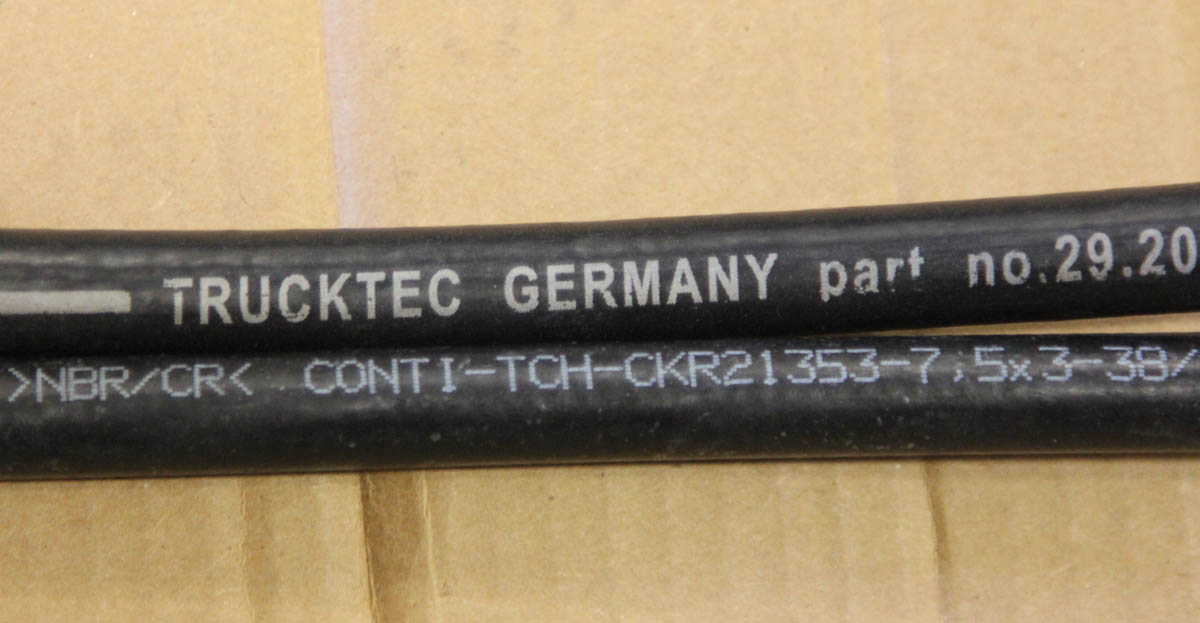 TRUCKTEC GERMANY part no.29.20
>NBR/CR< CONTI-TCH-CKR21353-7,5x3-38/